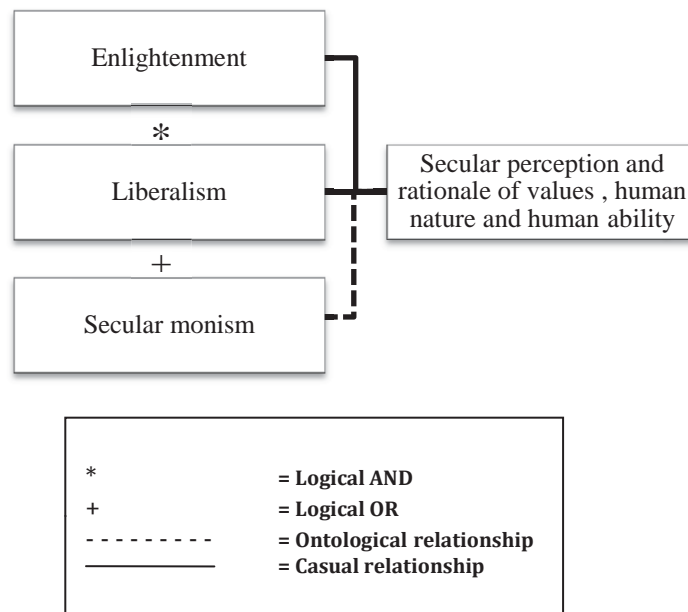 Enlightenment
*
Liberalism
+
Secular monism
Secular perception and
rationale of values , human
nature and human ability
* = Logical AND
+ = Logical OR
- - - - - - - - - = Ontological relationship
= Casual relationship